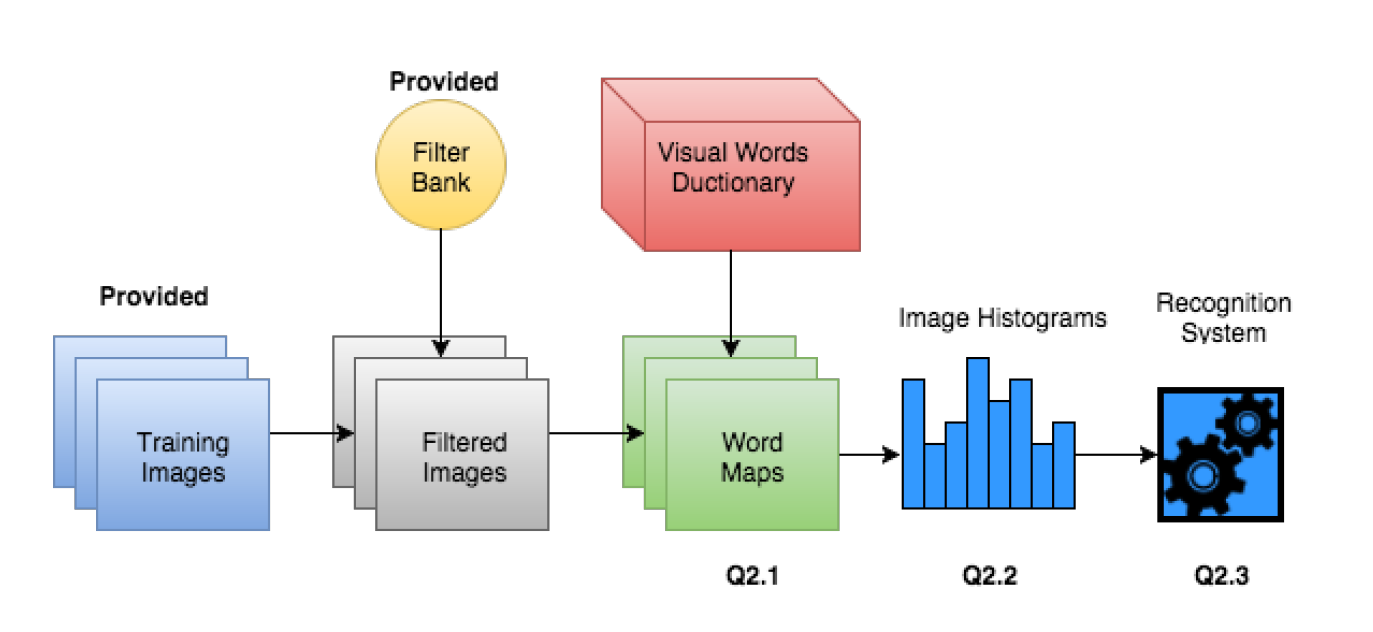 Provided
Filter
Bank
Visual Words
Ductionary
Provided
Training
Images
Filtered
Images
Word
Maps
Image Histograms
Recognition
System
Q2.1
Q2.2
Q2.3